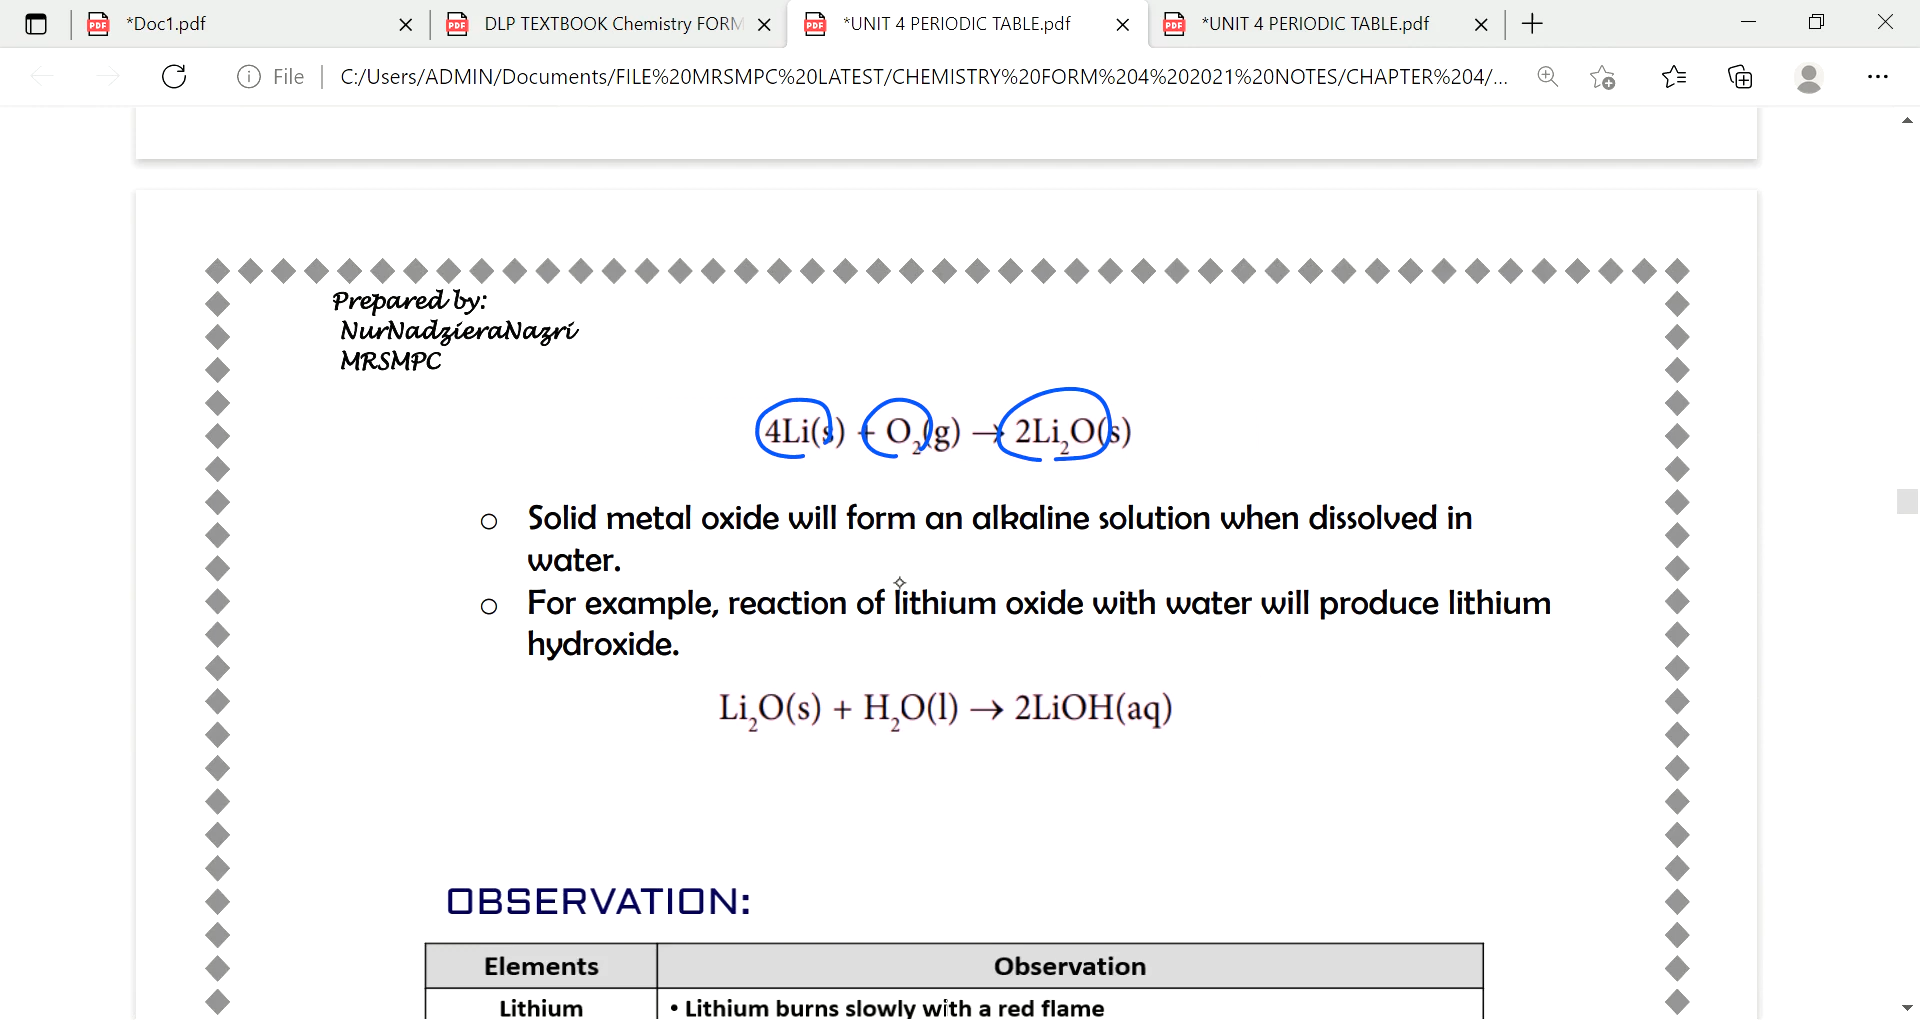 *Doc1.pdf
DLP TEXTBOOK Chemistry FORM
*UNIT 4 PERIODIC TABLE.pdf
*UNIT 4 PERIODIC TABLE.pdf
File
C:/Users/ADMIN/Documents/FILE%20MRSMPC%20LATEST/CHEMISTRY%20FORM%204%202021%20NOTES/CHAPTER%204/...
Prepared by:
NurNadzieraNazri
MRSMPC
4Li(s) + O₂(g) → 2Li₂O(s)
○ Solid metal oxide will form an alkaline solution when dissolved in
water.
○ For example, reaction of lithium oxide with water will produce lithium
hydroxide.
Li₂O(s) + H₂O(l) → 2LiOH(aq)
OBSERVATION:
Elements Observation
Lithium • Lithium burns slowly with a red flame